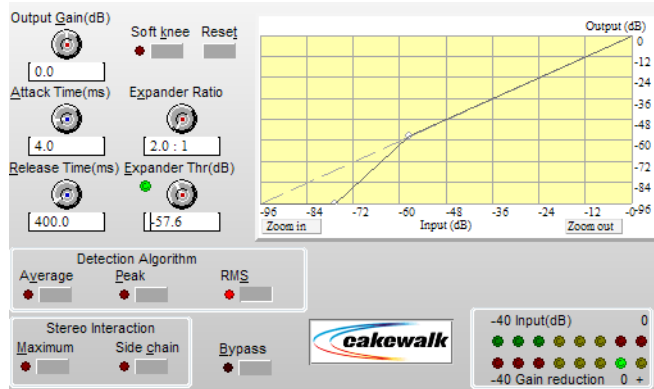 Output Gain(dB)
Soft knee Reset
0.0
Attack Time(ms) Expander Ratio
4.0 2.0 : 1
Release Time(ms) Expander Thr(dB)
400.0 -57.6
Output (dB)
0
-12
-24
-36
-48
-60
-72
-84
-96
-96 -84 -72 -60 -48 -36 -24 -12 -0
Zoom in Input (dB) Zoom out
Detection Algorithm
Average Peak RMS
Stereo Interaction
Maximum Side chain Bypass
cakewalk
-40 Input(dB) 0
-40 Gain reduction 0 +